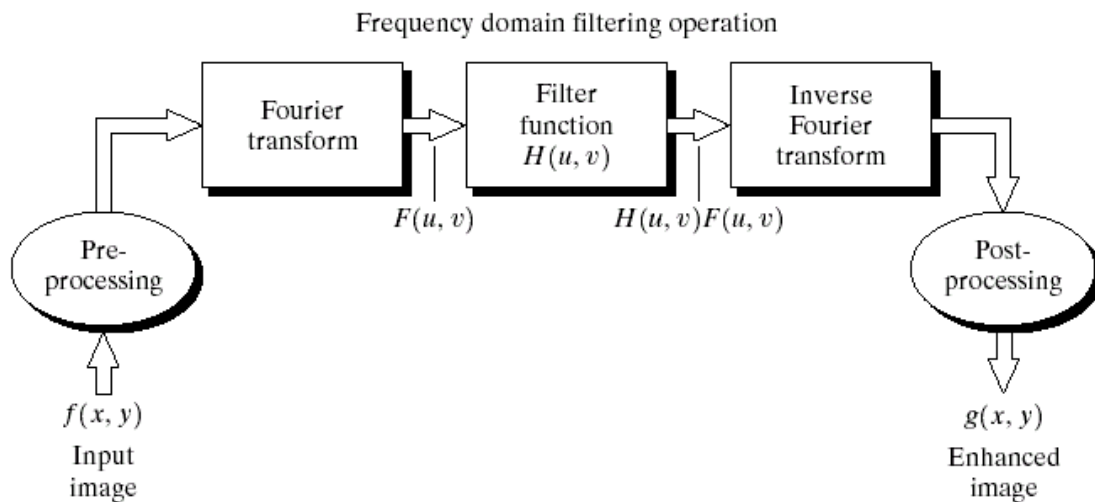 Frequency domain filtering operation
Fourier
transform
Filter
function
H(u, v)
Inverse
Fourier
transform
F(u, v)
H(u, v)F(u, v)
Pre-
processing
Post-
processing
f(x, y)
Input
image
g(x, y)
Enhanced
image